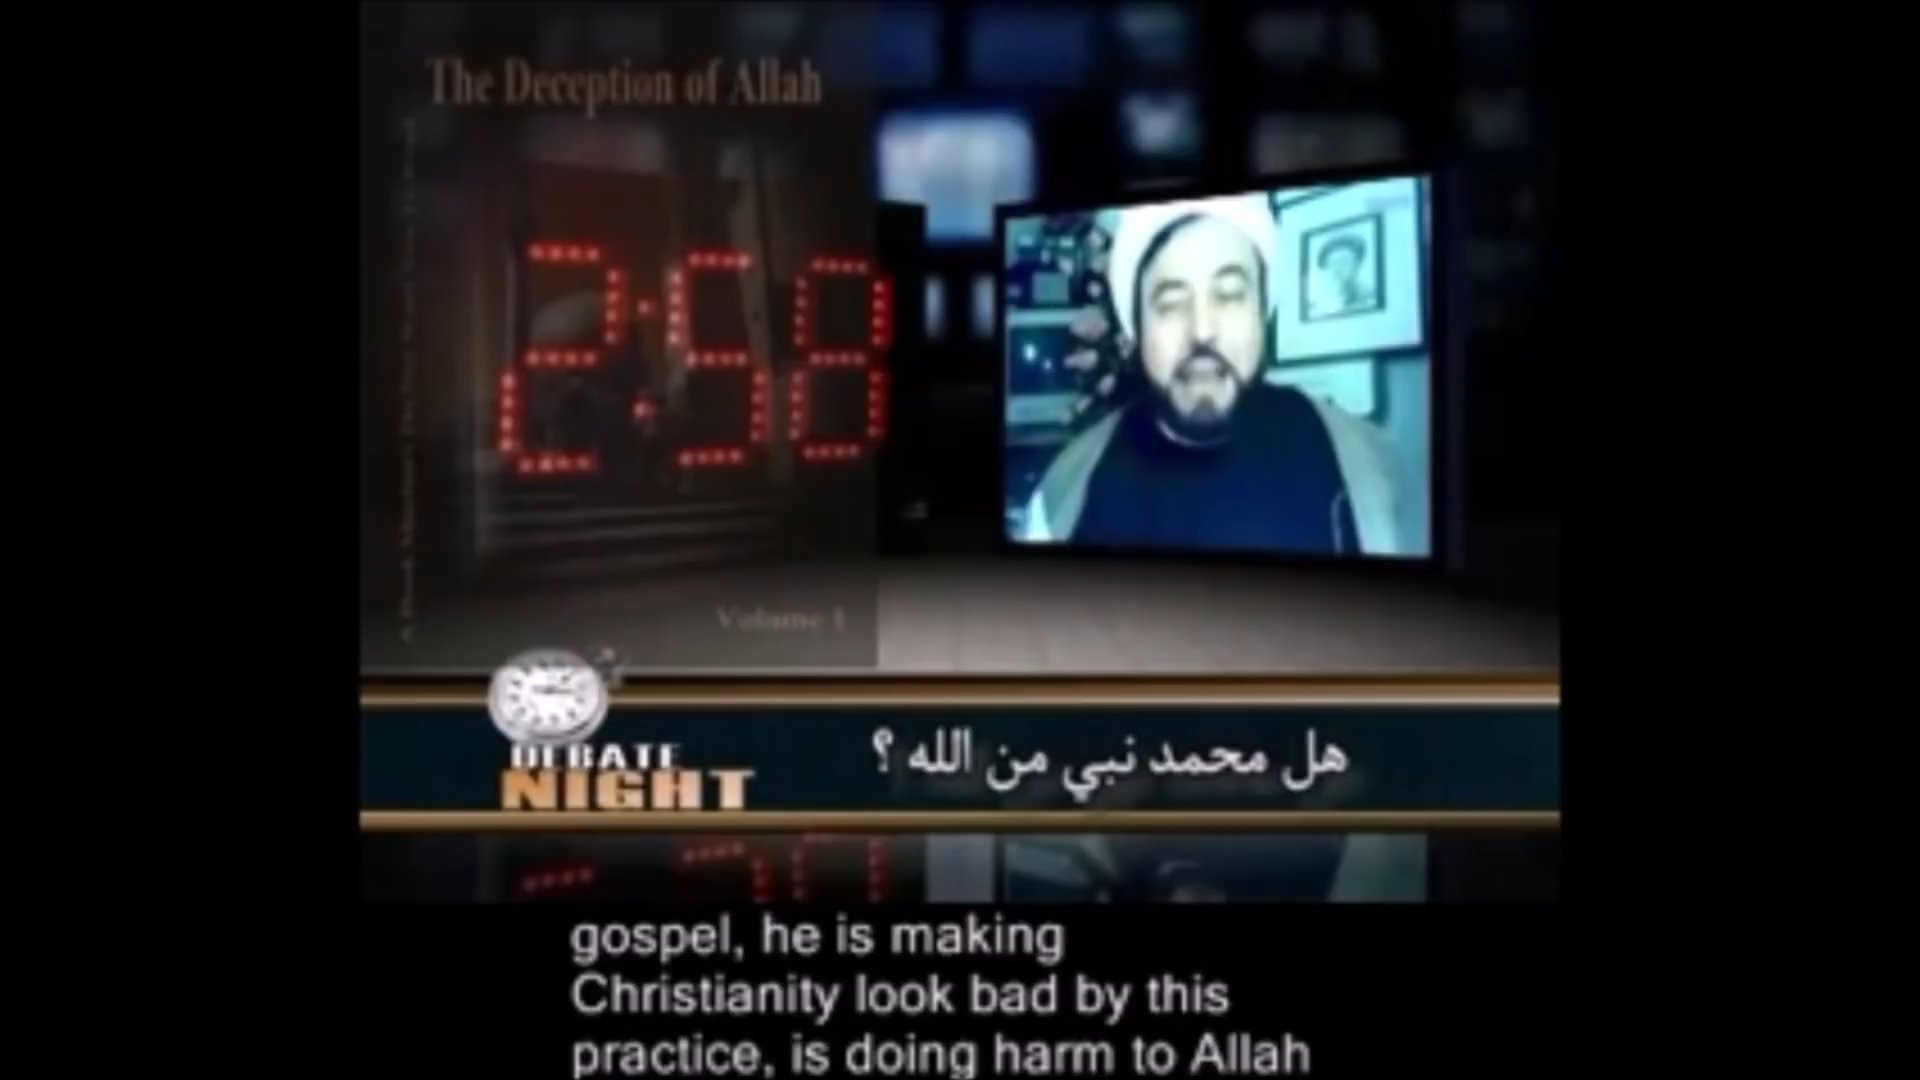 The Deception of Allah
2:58
Volume 1
DEBATE
NIGHT
هل محمد نبي من الله ؟
gospel, he is making
Christianity look bad by this
practice, is doing harm to Allah